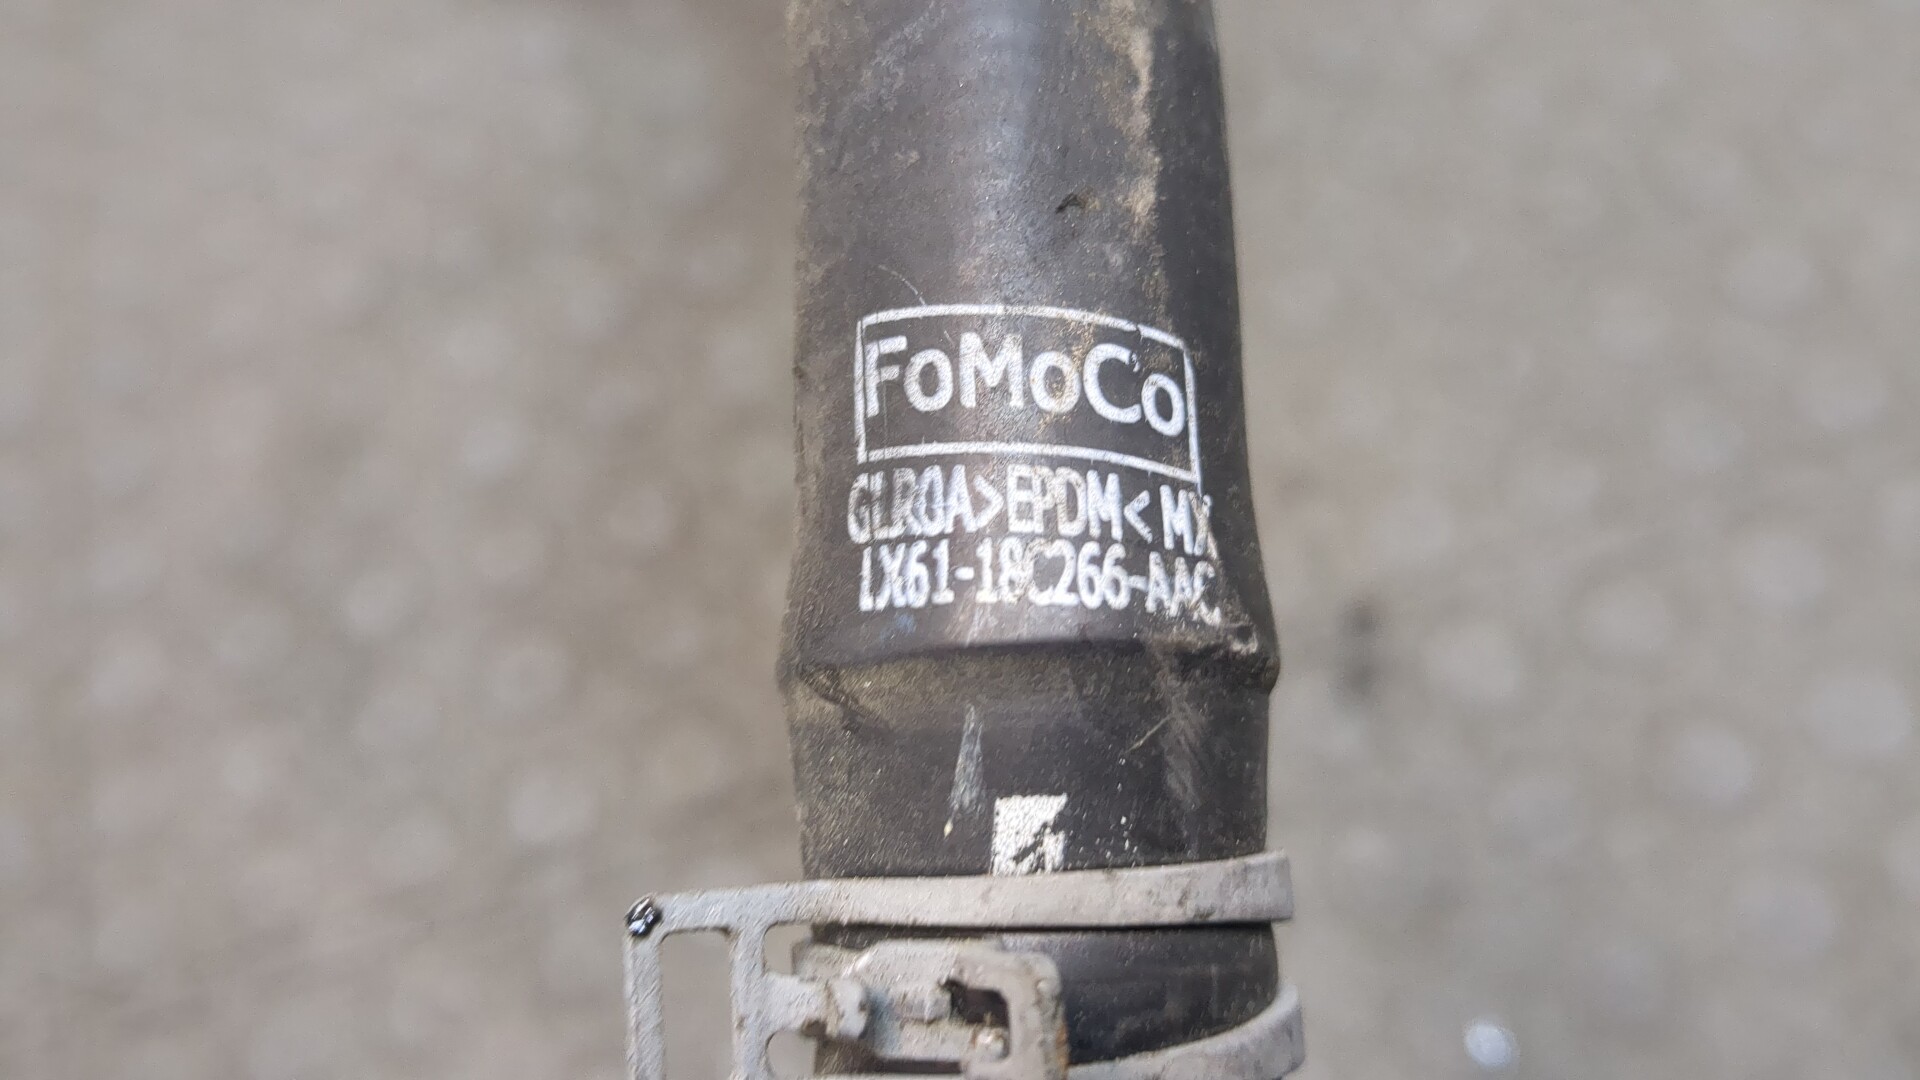 FoMoCo
GLR0A >EPDM< MX
LX61-18C266-AAC